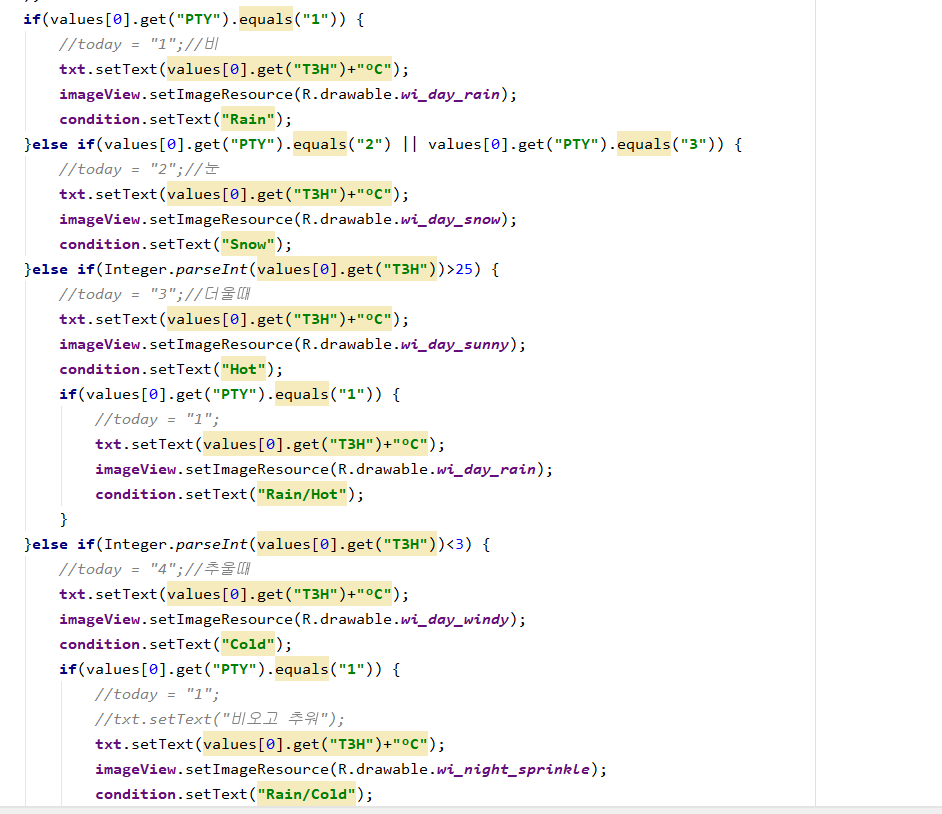 if(values[0].get("PTY").equals("1")) {
//today = "1";//비
txt.setText(values[0].get("T3H")+"ºC");
imageView.setImageResource(R.drawable.wi_day_rain);
condition.setText("Rain");
}else if(values[0].get("PTY").equals("2") || values[0].get("PTY").equals("3")) {
//today = "2";//눈
txt.setText(values[0].get("T3H")+"ºC");
imageView.setImageResource(R.drawable.wi_day_snow);
condition.setText("Snow");
}else if(Integer.parseInt(values[0].get("T3H"))>25) {
//today = "3";//더울때
txt.setText(values[0].get("T3H")+"ºC");
imageView.setImageResource(R.drawable.wi_day_sunny);
condition.setText("Hot");
if(values[0].get("PTY").equals("1")) {
//today = "1";
txt.setText(values[0].get("T3H")+"ºC");
imageView.setImageResource(R.drawable.wi_day_rain);
condition.setText("Rain/Hot");
}
}else if(Integer.parseInt(values[0].get("T3H"))<3) {
//today = "4";//추울때
txt.setText(values[0].get("T3H")+"ºC");
imageView.setImageResource(R.drawable.wi_day_windy);
condition.setText("Cold");
if(values[0].get("PTY").equals("1")) {
//today = "1";
//txt.setText("비오고 추워");
txt.setText(values[0].get("T3H")+"ºC");
imageView.setImageResource(R.drawable.wi_night_sprinkle);
condition.setText("Rain/Cold");